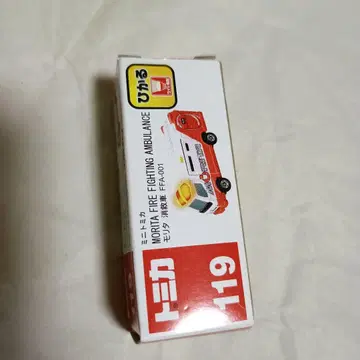 ひかる
ミニトミカ
MORITA FIRE FIGHTING AMBULANCE
モリタ 消救車 FFA-001
トミカ
119